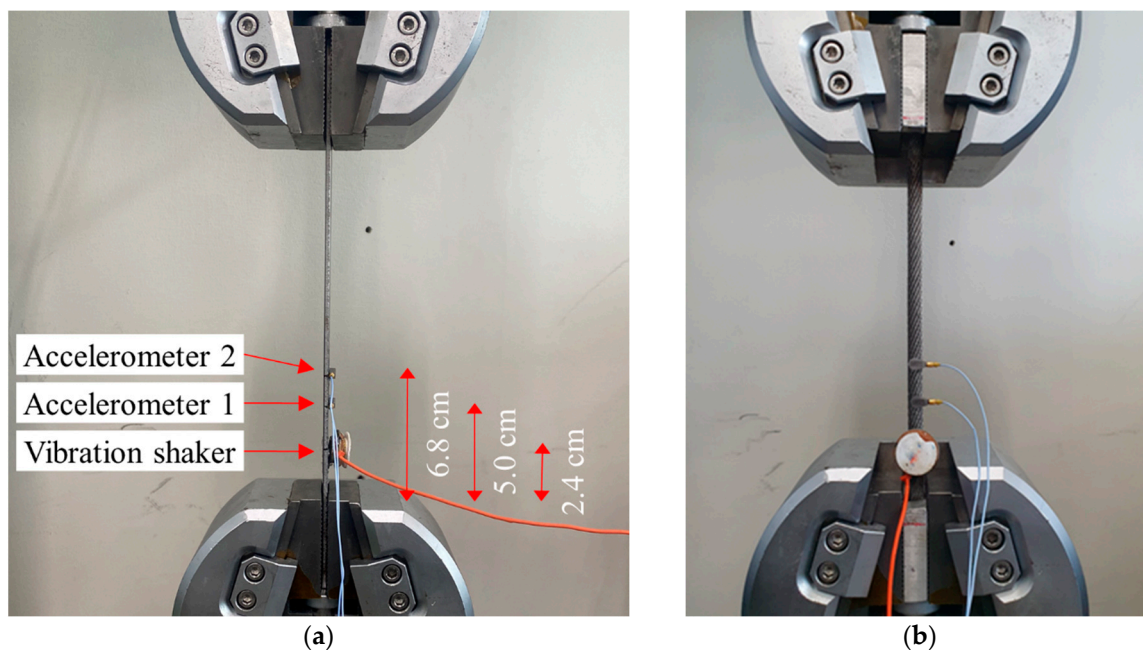 Accelerometer 2
Accelerometer 1
Vibration shaker
6.8 cm
5.0 cm
2.4 cm
(a)
(b)